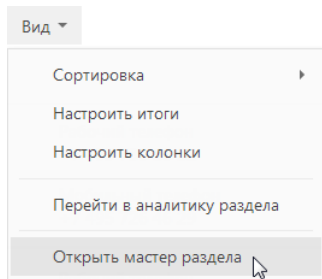 Вид
Сортировка
Настроить итоги
Настроить колонки
Перейти в аналитику раздела
Открыть мастер раздела